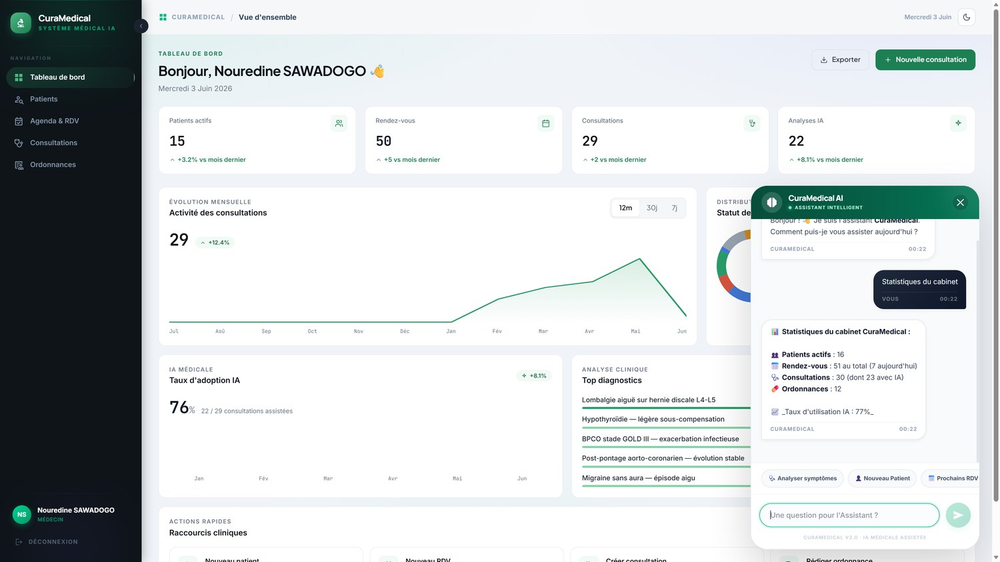 CuraMedical
SYSTÈME MÉDICAL IA
NAVIGATION
Tableau de bord
Patients
Agenda & RDV
Consultations
Ordonnances
NS
Nouredine SAWADOGO
MÉDECIN
DÉCONNEXION
CURAMEDICAL / Vue d'ensemble
Mercredi 3 Juin
TABLEAU DE BORD
Bonjour, Nouredine SAWADOGO 👋
Mercredi 3 Juin 2026
Exporter
+ Nouvelle consultation
Patients actifs
15
+3.2% vs mois dernier
Rendez-vous
50
+5 vs mois dernier
Consultations
29
+2 vs mois dernier
Analyses IA
22
+8.1% vs mois dernier
ÉVOLUTION MENSUELLE
Activité des consultations
12m 30j 7j
29 +12.4%
Jul Aoû Sep Oct Nov Déc Jan Fév Mar Avr Mai Jun
DISTRIBUT
Statut de
IA MÉDICALE
Taux d'adoption IA
+8.1%
76% 22 / 29 consultations assistées
Jan Fév Mar Avr Mai Jun
ANALYSE CLINIQUE
Top diagnostics
Lombalgie aiguë sur hernie discale L4-L5
Hypothyroïdie — légère sous-compensation
BPCO stade GOLD III — exacerbation infectieuse
Post-pontage aorto-coronarien — évolution stable
Migraine sans aura — épisode aigu
ACTIONS RAPIDES
Raccourcis cliniques
Nouveau patient
Nouveau RDV
Créer consultation
Rédiger ordonnance
CuraMedical AI
ASSISTANT INTELLIGENT
Bonjour ! 👋 Je suis l'assistant CuraMedical.
Comment puis-je vous assister aujourd'hui ?
CURAMEDICAL 00:22
Statistiques du cabinet
VOUS 00:22
📊 Statistiques du cabinet CuraMedical :
👥 Patients actifs : 16
📅 Rendez-vous : 51 au total (7 aujourd'hui)
🩺 Consultations : 30 (dont 23 avec IA)
💊 Ordonnances : 12
📈 _Taux d'utilisation IA : 77%_
CURAMEDICAL 00:22
🩺 Analyser symptômes
👤 Nouveau Patient
📅 Prochains RDV
Une question pour l'Assistant ?
CURAMEDICAL V2.0 · IA MÉDICALE ASSISTÉE